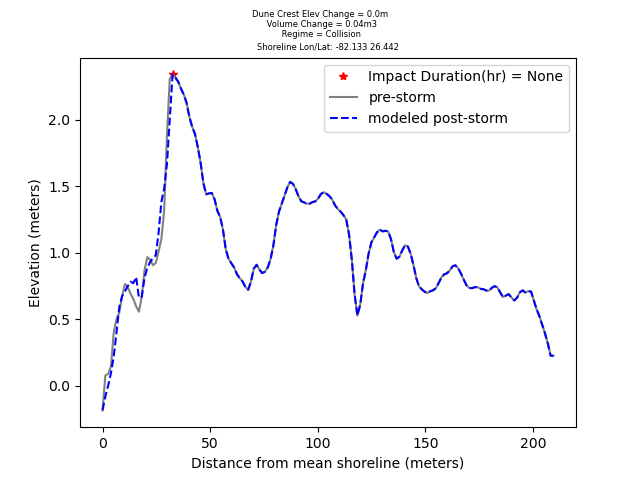 Dune Crest Elev Change = 0.0m
Volume Change = 0.04m3
Regime = Collision
Shoreline Lon/Lat: -82.133 26.442
Impact Duration(hr) = None
pre-storm
modeled post-storm
2.0
1.5
1.0
0.5
0.0
Elevation (meters)
0 50 100 150 200
Distance from mean shoreline (meters)